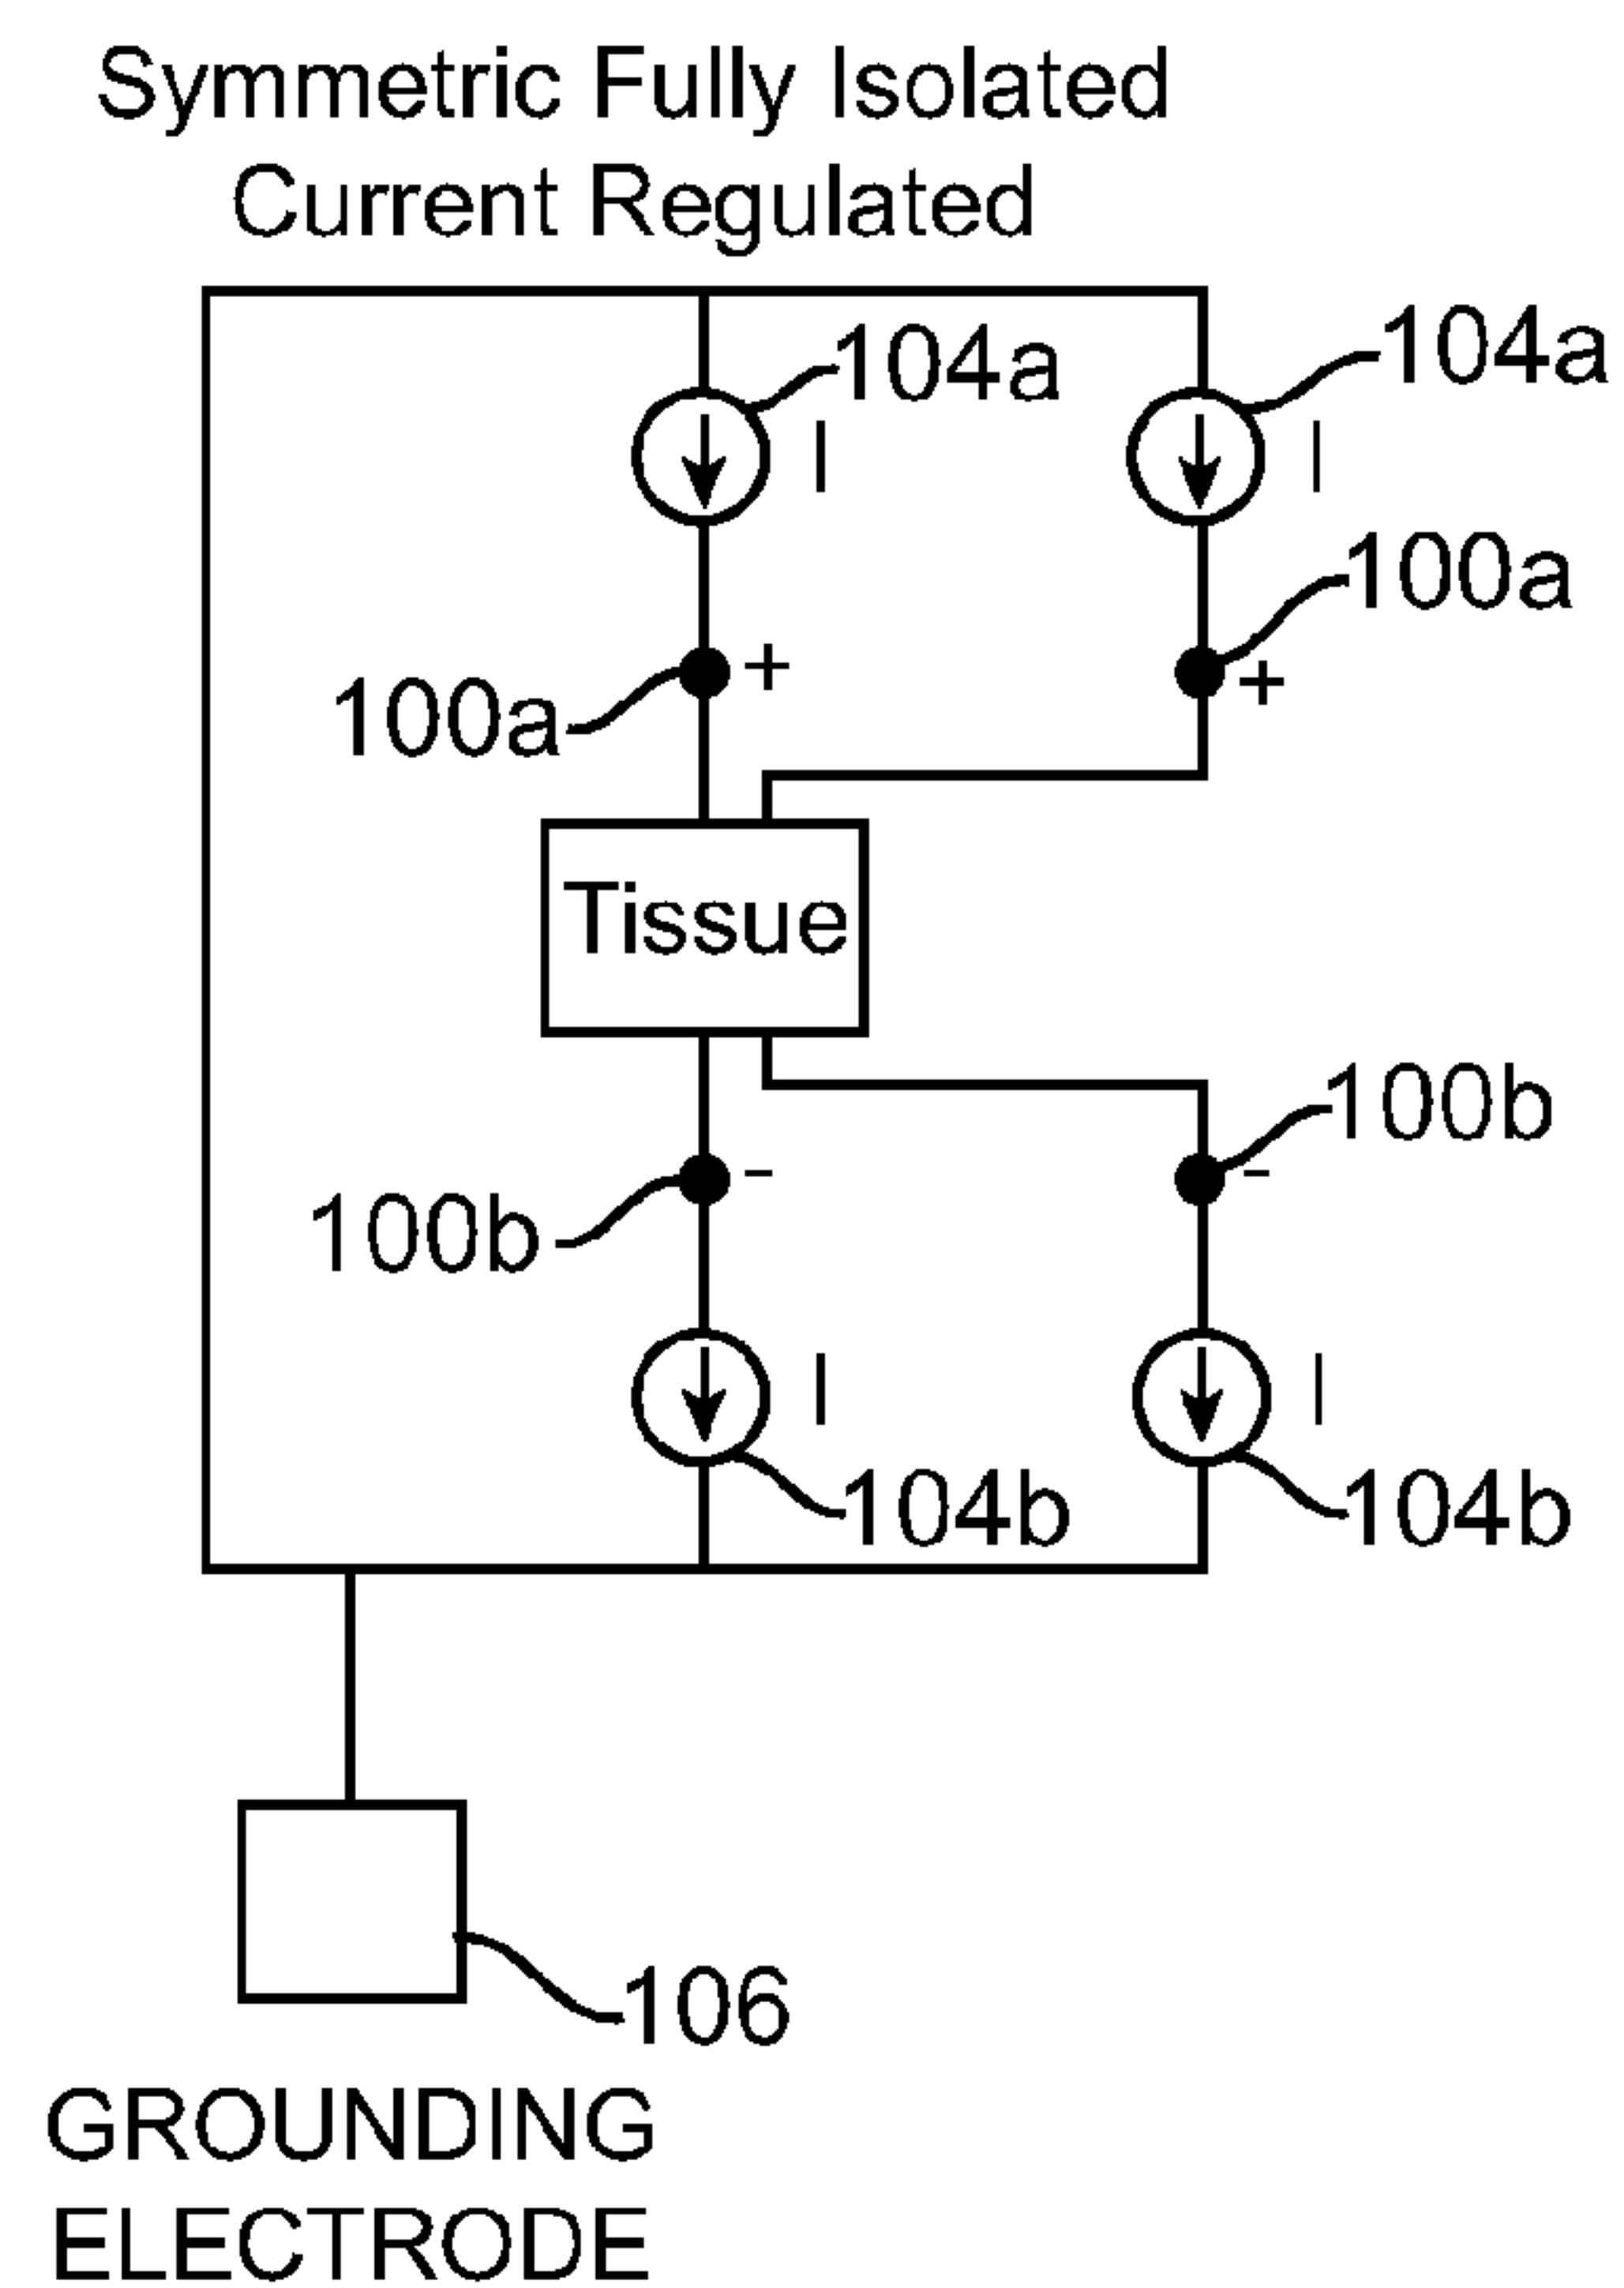 Symmetric Fully Isolated
Current Regulated
104a
104a
I
I
100a
+
+
100a
Tissue
100b
-
-
100b
I
I
104b
104b
106
GROUNDING
ELECTRODE